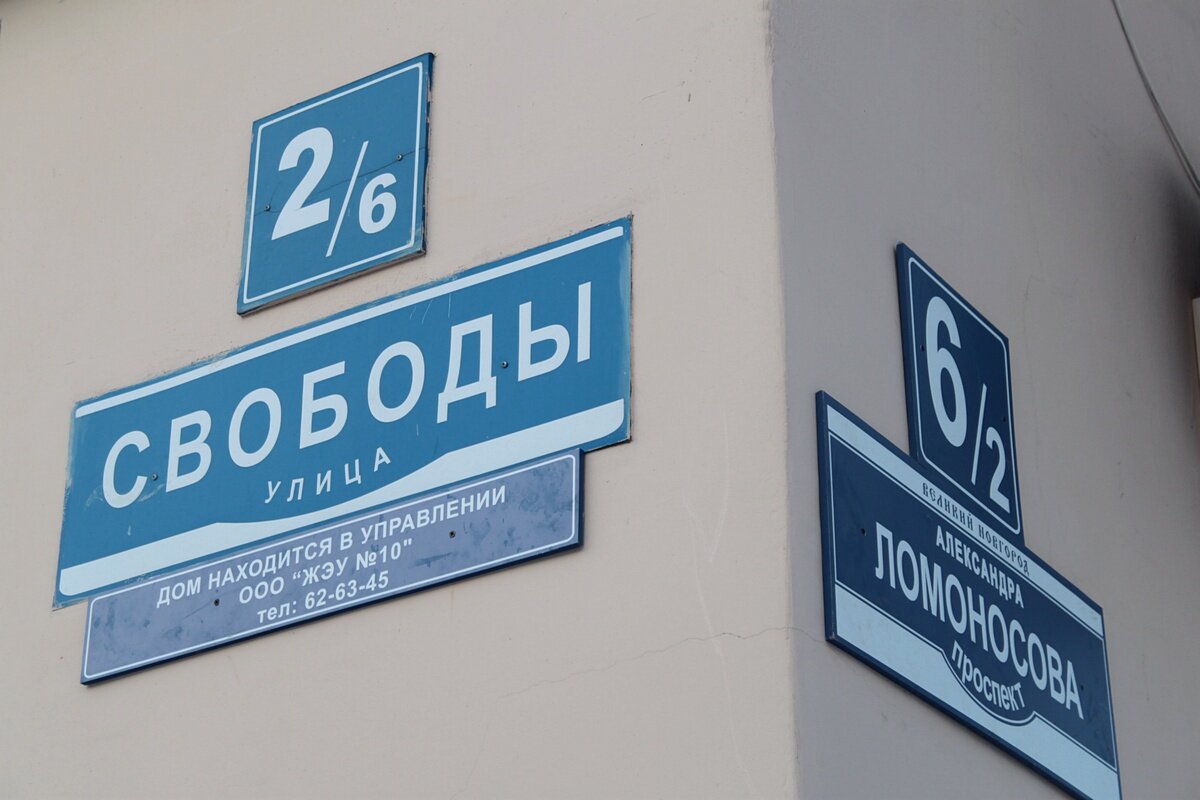 2/6
СВОБОДЫ
УЛИЦА
ДОМ НАХОДИТСЯ В УПРАВЛЕНИИ
ООО "ЖЭУ №10"
тел: 62-63-45
6/2
ВЕЛИКИЙ НОВГОРОД
АЛЕКСАНДРА
ЛОМОНОСОВА
проспект